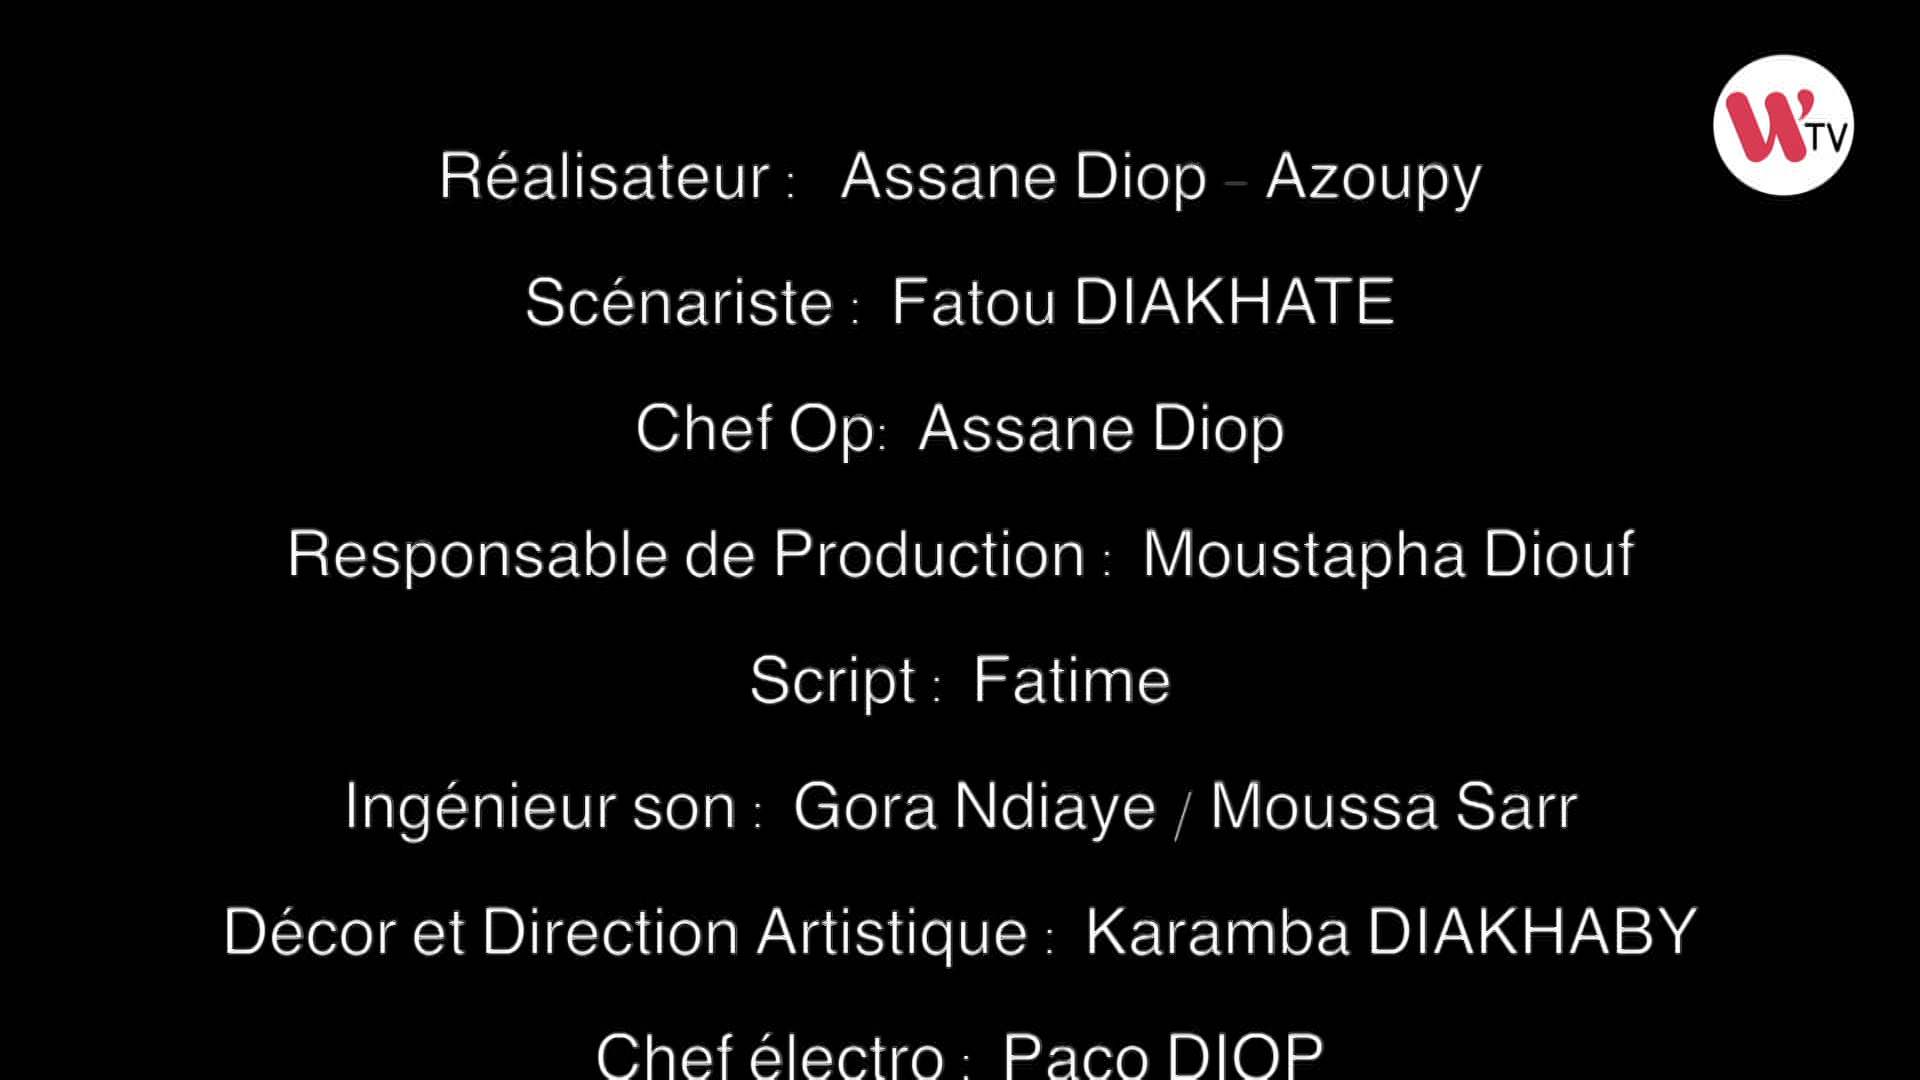 W'TV
Réalisateur : Assane Diop - Azoupy
Scénariste : Fatou DIAKHATE
Chef Op: Assane Diop
Responsable de Production : Moustapha Diouf
Script : Fatime
Ingénieur son : Gora Ndiaye / Moussa Sarr
Décor et Direction Artistique : Karamba DIAKHABY
Chef électro : Paco DIOP